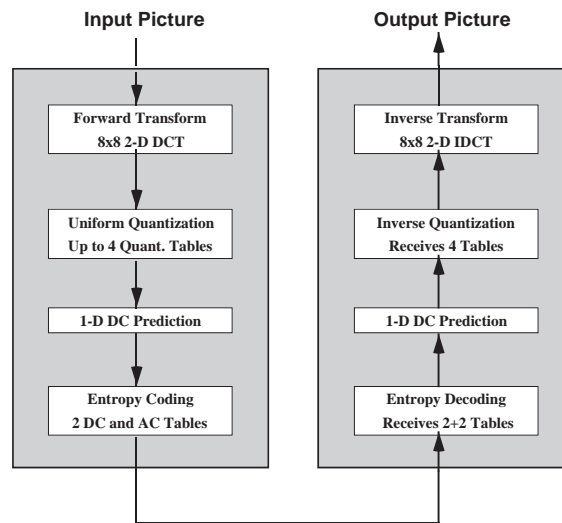 Input Picture
Forward Transform
8x8 2-D DCT
Uniform Quantization
Up to 4 Quant. Tables
1-D DC Prediction
Entropy Coding
2 DC and AC Tables
Output Picture
Inverse Transform
8x8 2-D IDCT
Inverse Quantization
Receives 4 Tables
1-D DC Prediction
Entropy Decoding
Receives 2+2 Tables